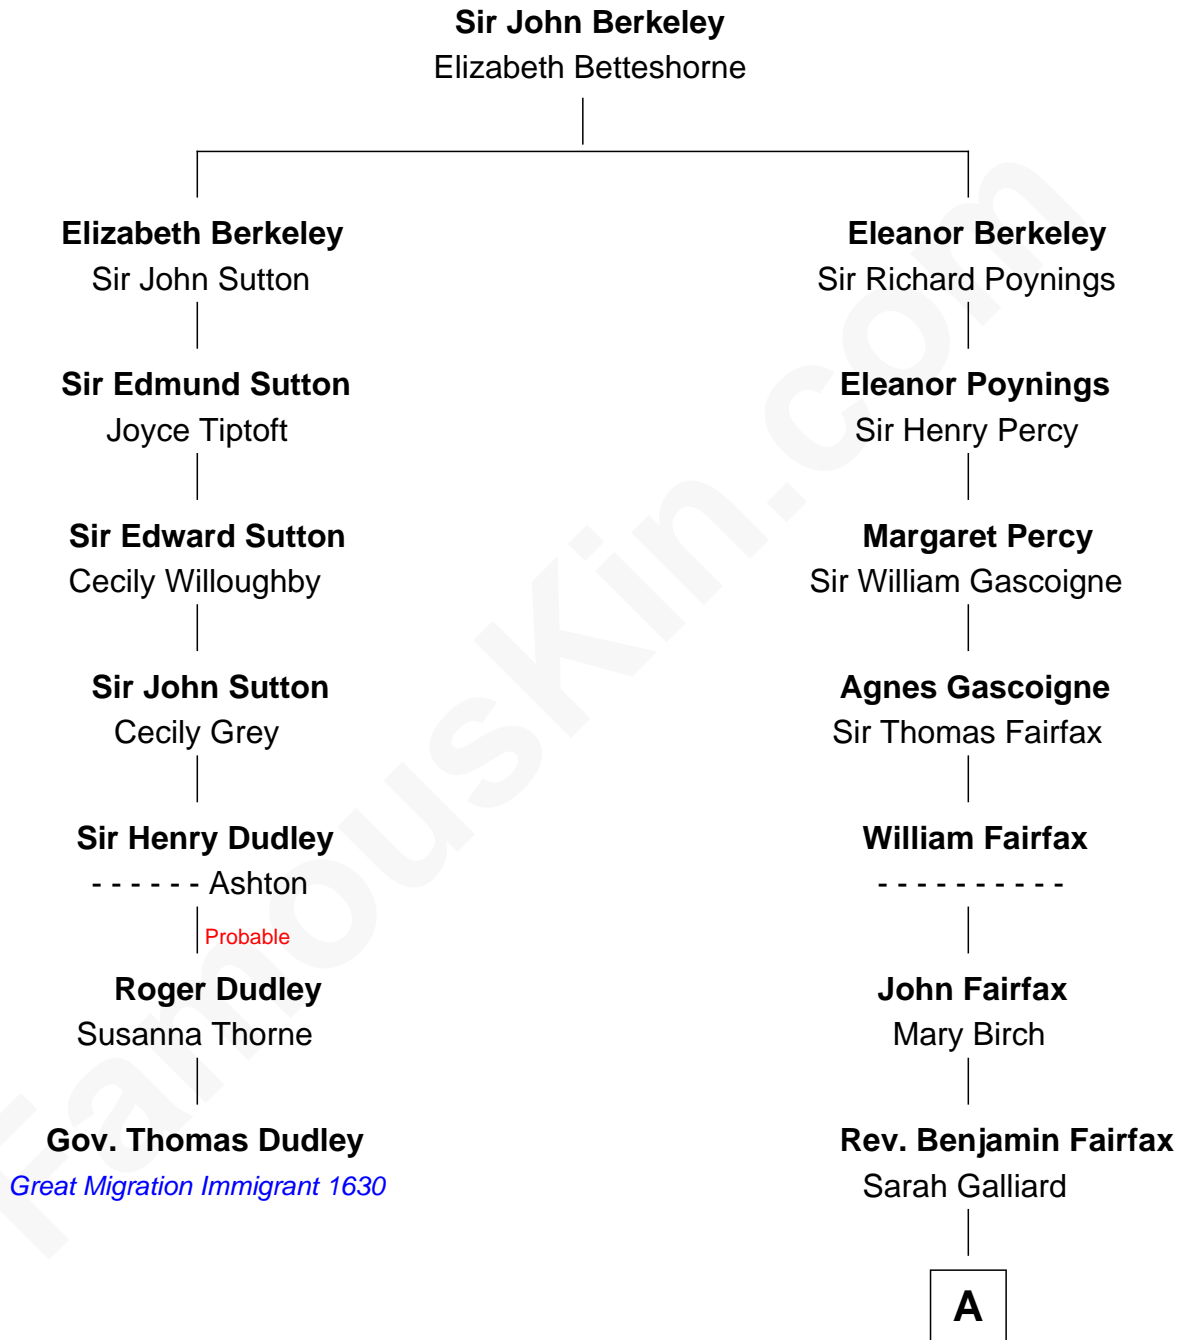 Sir John Berkeley
Elizabeth Betteshorne
Elizabeth Berkeley
Sir John Sutton
Sir Edmund Sutton
Joyce Tiptoft
Sir Edward Sutton
Cecily Willoughby
Sir John Sutton
Cecily Grey
Sir Henry Dudley
- - - - - - Ashton
Probable
Roger Dudley
Susanna Thorne
Gov. Thomas Dudley
Great Migration Immigrant 1630
Eleanor Berkeley
Sir Richard Poynings
Eleanor Poynings
Sir Henry Percy
Margaret Percy
Sir William Gascoigne
Agnes Gascoigne
Sir Thomas Fairfax
William Fairfax
- - - - - - - - - -
John Fairfax
Mary Birch
Rev. Benjamin Fairfax
Sarah Galliard
A
FamousKin.com